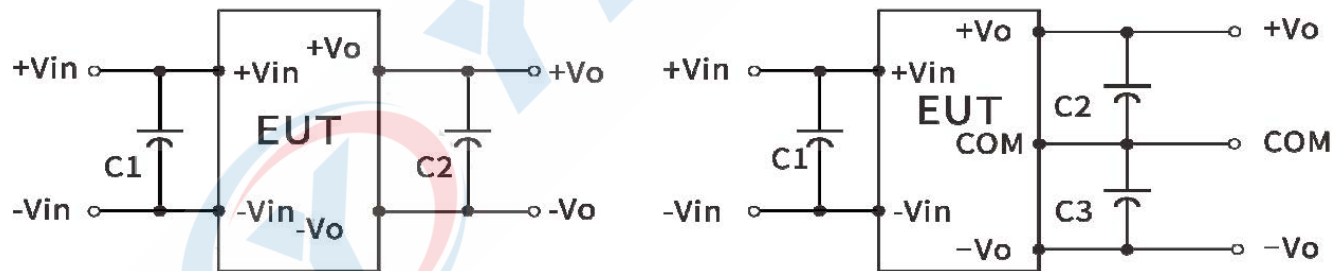 +Vo
+Vin
+Vin
EUT
+Vo
C1
C2
-Vin
-Vin
-Vo
-Vo
+Vo
+Vo
+Vin
+Vin
EUT
C2
C1
COM
COM
-Vin
-Vin
C3
−Vo
−Vo